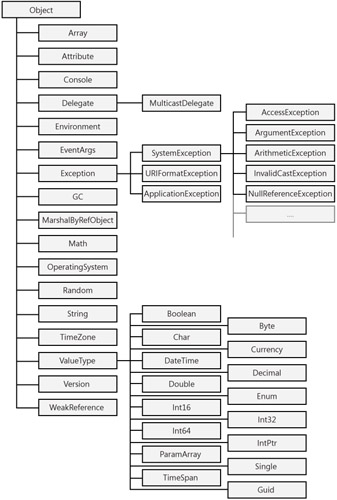 Object
Array
Attribute
Console
Delegate
MulticastDelegate
Environment
EventArgs
Exception
SystemException
URIFormatException
ApplicationException
AccessException
ArgumentException
ArithmeticException
InvalidCastException
NullReferenceException
....
GC
MarshalByRefObject
Math
OperatingSystem
Random
String
TimeZone
ValueType
Version
WeakReference
Boolean
Byte
Char
Currency
DateTime
Decimal
Double
Enum
Int16
Int32
Int64
IntPtr
ParamArray
Single
TimeSpan
Guid